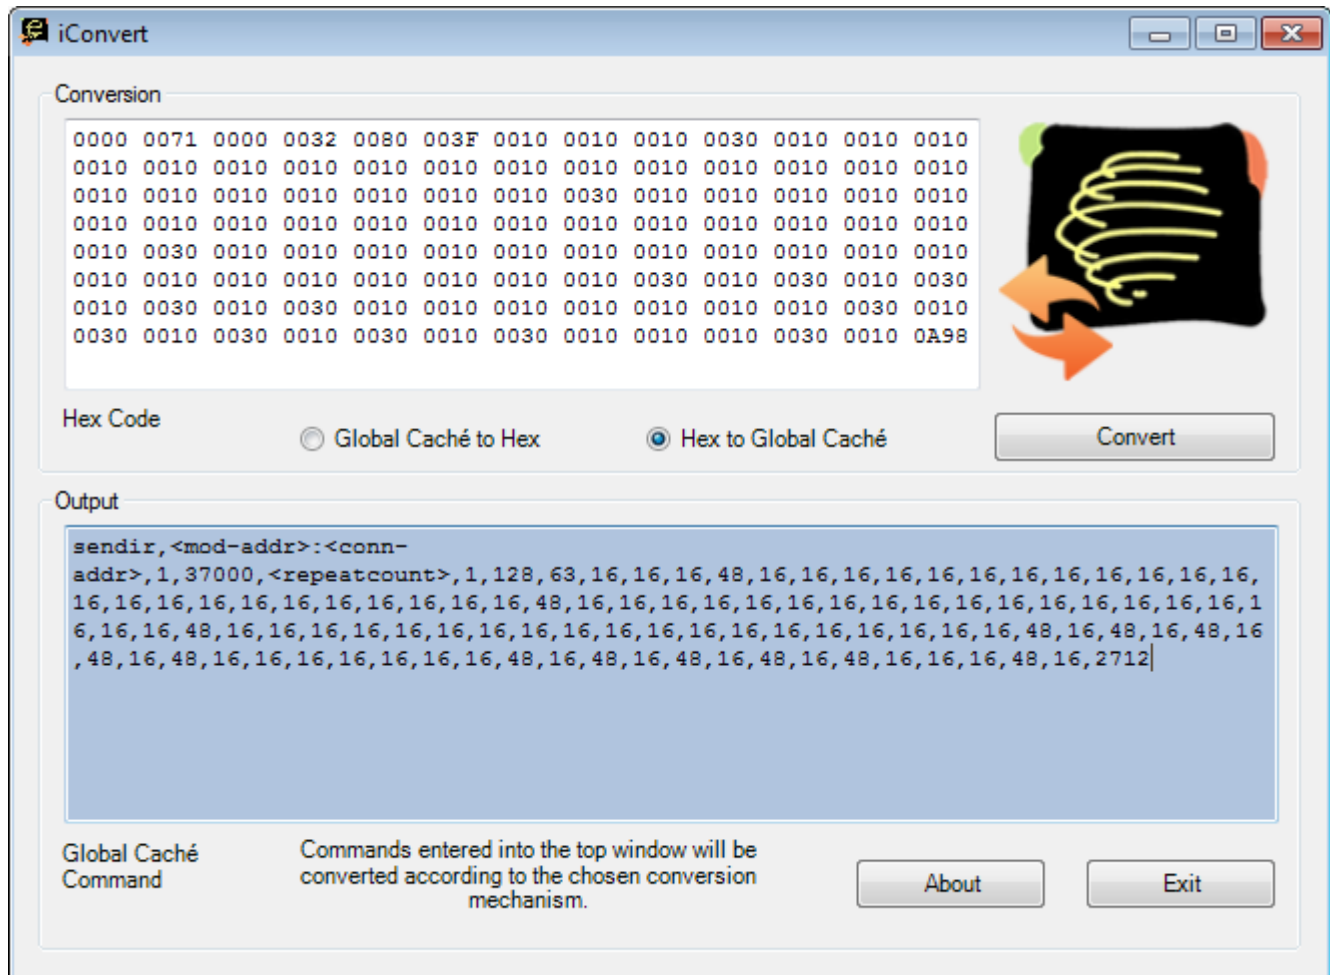 iConvert
Conversion
0000 0071 0000 0032 0080 003F 0010 0010 0010 0030 0010 0010 0010
0010 0010 0010 0010 0010 0010 0010 0010 0010 0010 0010 0010 0010
0010 0010 0010 0010 0010 0010 0010 0030 0010 0010 0010 0010 0010
0010 0010 0010 0010 0010 0010 0010 0010 0010 0010 0010 0010 0010
0010 0030 0010 0010 0010 0010 0010 0010 0010 0010 0010 0010 0010
0010 0010 0010 0010 0010 0010 0010 0010 0030 0010 0030 0010 0030
0010 0030 0010 0030 0010 0010 0010 0010 0010 0010 0010 0030 0010
0030 0010 0030 0010 0030 0010 0030 0010 0010 0010 0030 0010 0A98
Hex Code
Global Caché to Hex
Hex to Global Caché
Convert
Output
sendir,<mod-addr>:<conn-
addr>,1,37000,<repeatcount>,1,128,63,16,16,16,48,16,16,16,16,16,16,16,16,16,16,16,16,
16,16,16,16,16,16,16,16,16,16,16,48,16,16,16,16,16,16,16,16,16,16,16,16,16,16,16,16,1
6,16,16,48,16,16,16,16,16,16,16,16,16,16,16,16,16,16,16,16,16,16,16,48,16,48,16,48,16
,48,16,48,16,16,16,16,16,16,16,48,16,48,16,48,16,48,16,48,16,16,16,48,16,2712
Global Caché
Command
Commands entered into the top window will be
converted according to the chosen conversion
mechanism.
About
Exit